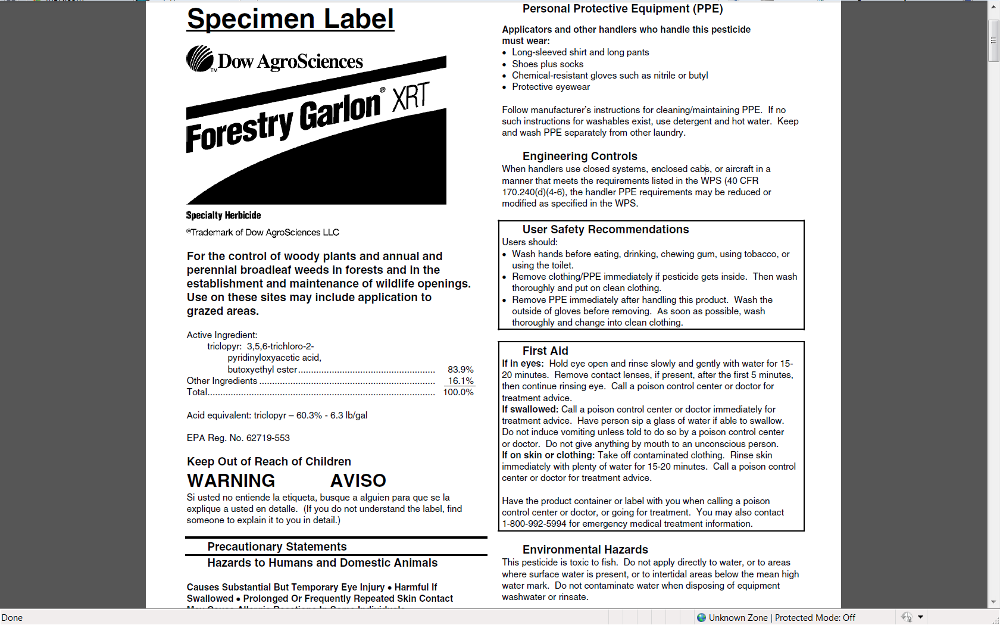 Specimen Label
Dow AgroSciences
TM
Forestry Garlon® XRT
Specialty Herbicide
®Trademark of Dow AgroSciences LLC
For the control of woody plants and annual and
perennial broadleaf weeds in forests and in the
establishment and maintenance of wildlife openings.
Use on these sites may include application to
grazed areas.
Active Ingredient:
triclopyr:  3,5,6-trichloro-2-
pyridinyloxyacetic acid,
butoxyethyl ester..................................................... 83.9%
Other Ingredients .................................................................... 16.1%
Total........................................................................................ 100.0%
Acid equivalent: triclopyr – 60.3% - 6.3 lb/gal
EPA Reg. No. 62719-553
Keep Out of Reach of Children
WARNING AVISO
Si usted no entiende la etiqueta, busque a alguien para que se la
explique a usted en detalle.  (If you do not understand the label, find
someone to explain it to you in detail.)
Precautionary Statements
Hazards to Humans and Domestic Animals
Causes Substantial But Temporary Eye Injury • Harmful If
Swallowed • Prolonged Or Frequently Repeated Skin Contact
May Cause Allergic Reactions In Some Individuals
Personal Protective Equipment (PPE)
Applicators and other handlers who handle this pesticide
must wear:
• Long-sleeved shirt and long pants
• Shoes plus socks
• Chemical-resistant gloves such as nitrile or butyl
• Protective eyewear
Follow manufacturer's instructions for cleaning/maintaining PPE.  If no
such instructions for washables exist, use detergent and hot water.  Keep
and wash PPE separately from other laundry.
Engineering Controls
When handlers use closed systems, enclosed cabs, or aircraft in a
manner that meets the requirements listed in the WPS (40 CFR
170.240(d)(4-6), the handler PPE requirements may be reduced or
modified as specified in the WPS.
User Safety Recommendations
Users should:
• Wash hands before eating, drinking, chewing gum, using tobacco, or
using the toilet.
• Remove clothing/PPE immediately if pesticide gets inside.  Then wash
thoroughly and put on clean clothing.
• Remove PPE immediately after handling this product.  Wash the
outside of gloves before removing.  As soon as possible, wash
thoroughly and change into clean clothing.
First Aid
If in eyes:  Hold eye open and rinse slowly and gently with water for 15-
20 minutes.  Remove contact lenses, if present, after the first 5 minutes,
then continue rinsing eye.  Call a poison control center or doctor for
treatment advice.
If swallowed: Call a poison control center or doctor immediately for
treatment advice.  Have person sip a glass of water if able to swallow.
Do not induce vomiting unless told to do so by a poison control center
or doctor.  Do not give anything by mouth to an unconscious person.
If on skin or clothing: Take off contaminated clothing.  Rinse skin
immediately with plenty of water for 15-20 minutes.  Call a poison control
center or doctor for treatment advice.
Have the product container or label with you when calling a poison
control center or doctor, or going for treatment.  You may also contact
1-800-992-5994 for emergency medical treatment information.
Environmental Hazards
This pesticide is toxic to fish.  Do not apply directly to water, or to areas
where surface water is present, or to intertidal areas below the mean high
water mark.  Do not contaminate water when disposing of equipment
washwater or rinsate.
Done
Unknown Zone | Protected Mode: Off